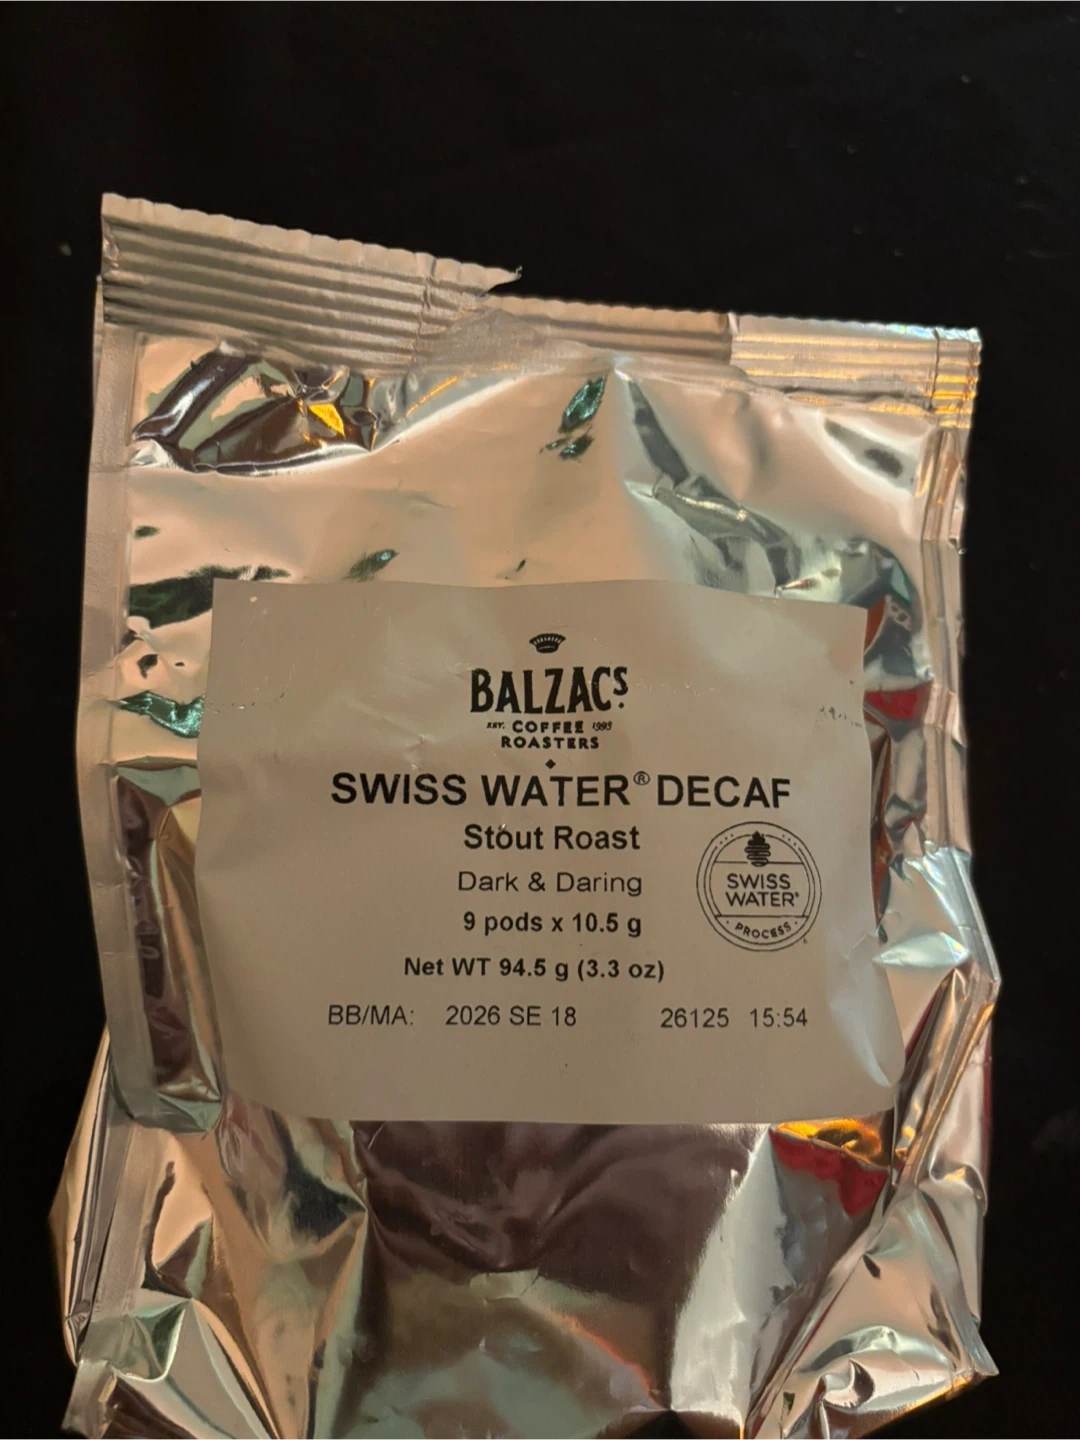 BALZAC'S
EST. COFFEE 1993
ROASTERS
SWISS WATER® DECAF
Stout Roast
Dark & Daring
9 pods x 10.5 g
Net WT 94.5 g (3.3 oz)
SWISS
WATER®
PROCESS
BB/MA: 2026 SE 18 26125 15:54